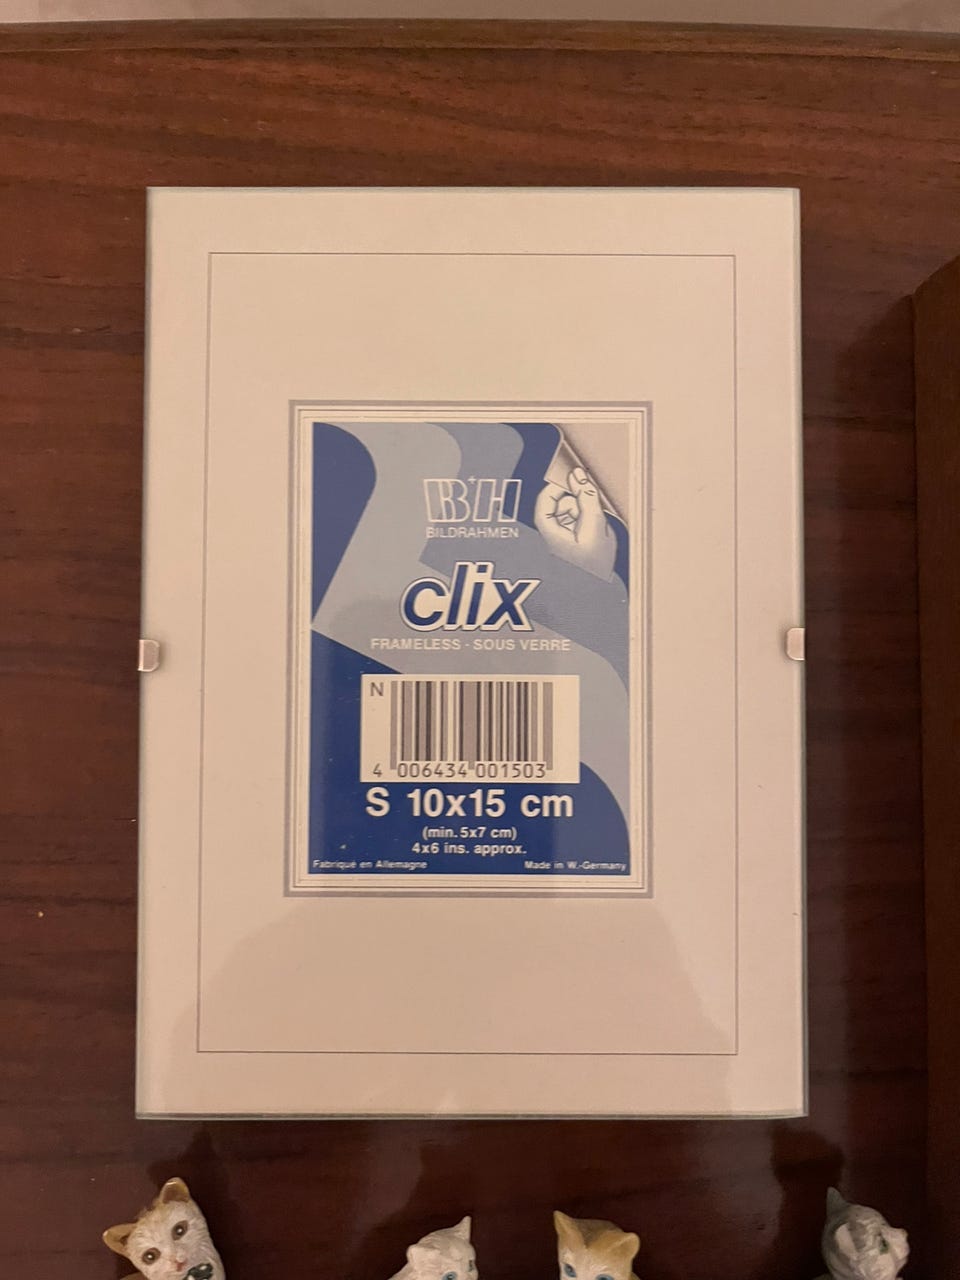 B+H
BILDRAHMEN
clix
FRAMELESS - SOUS VERRE
N
4 006434 001503
S 10x15 cm
(min. 5x7 cm)
4x6 ins. approx.
Fabriqué en Allemagne Made in W.-Germany